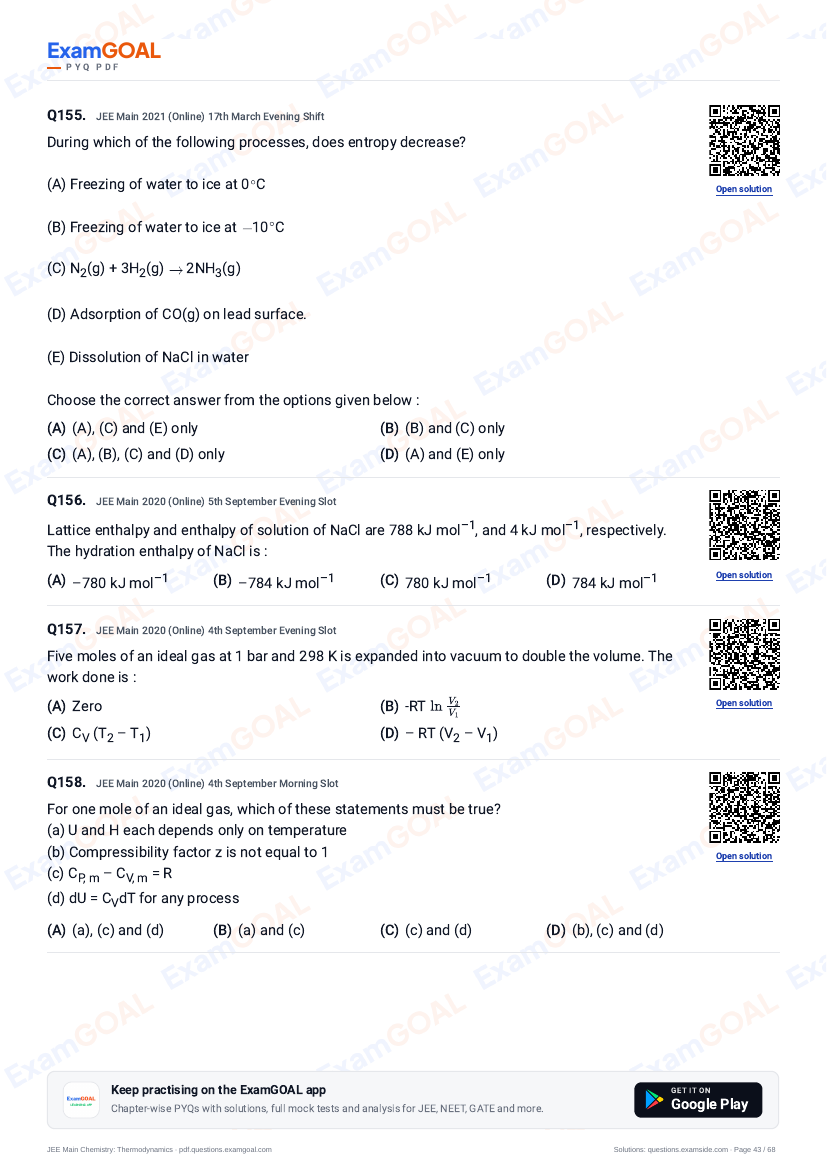 ExamGOAL
PYQ PDF
Q155. JEE Main 2021 (Online) 17th March Evening Shift
During which of the following processes, does entropy decrease?
(A) Freezing of water to ice at 0°C
(B) Freezing of water to ice at −10°C
(C) N₂(g) + 3H₂(g) → 2NH₃(g)
(D) Adsorption of CO(g) on lead surface.
(E) Dissolution of NaCl in water
Choose the correct answer from the options given below :
(A) (A), (C) and (E) only (B) (B) and (C) only
(C) (A), (B), (C) and (D) only (D) (A) and (E) only
Open solution
Q156. JEE Main 2020 (Online) 5th September Evening Slot
Lattice enthalpy and enthalpy of solution of NaCl are 788 kJ mol⁻¹, and 4 kJ mol⁻¹, respectively.
The hydration enthalpy of NaCl is :
(A) −780 kJ mol⁻¹ (B) −784 kJ mol⁻¹ (C) 780 kJ mol⁻¹ (D) 784 kJ mol⁻¹
Open solution
Q157. JEE Main 2020 (Online) 4th September Evening Slot
Five moles of an ideal gas at 1 bar and 298 K is expanded into vacuum to double the volume. The
work done is :
(A) Zero (B) -RT ln V₂/V₁
(C) C_V (T₂ − T₁) (D) − RT (V₂ − V₁)
Open solution
Q158. JEE Main 2020 (Online) 4th September Morning Slot
For one mole of an ideal gas, which of these statements must be true?
(a) U and H each depends only on temperature
(b) Compressibility factor z is not equal to 1
(c) C_P, m − C_V, m = R
(d) dU = C_VdT for any process
(A) (a), (c) and (d) (B) (a) and (c) (C) (c) and (d) (D) (b), (c) and (d)
Open solution
Keep practising on the ExamGOAL app
Chapter-wise PYQs with solutions, full mock tests and analysis for JEE, NEET, GATE and more.
GET IT ON
Google Play
JEE Main Chemistry: Thermodynamics · pdf.questions.examgoal.com Solutions: questions.examside.com · Page 43 / 68